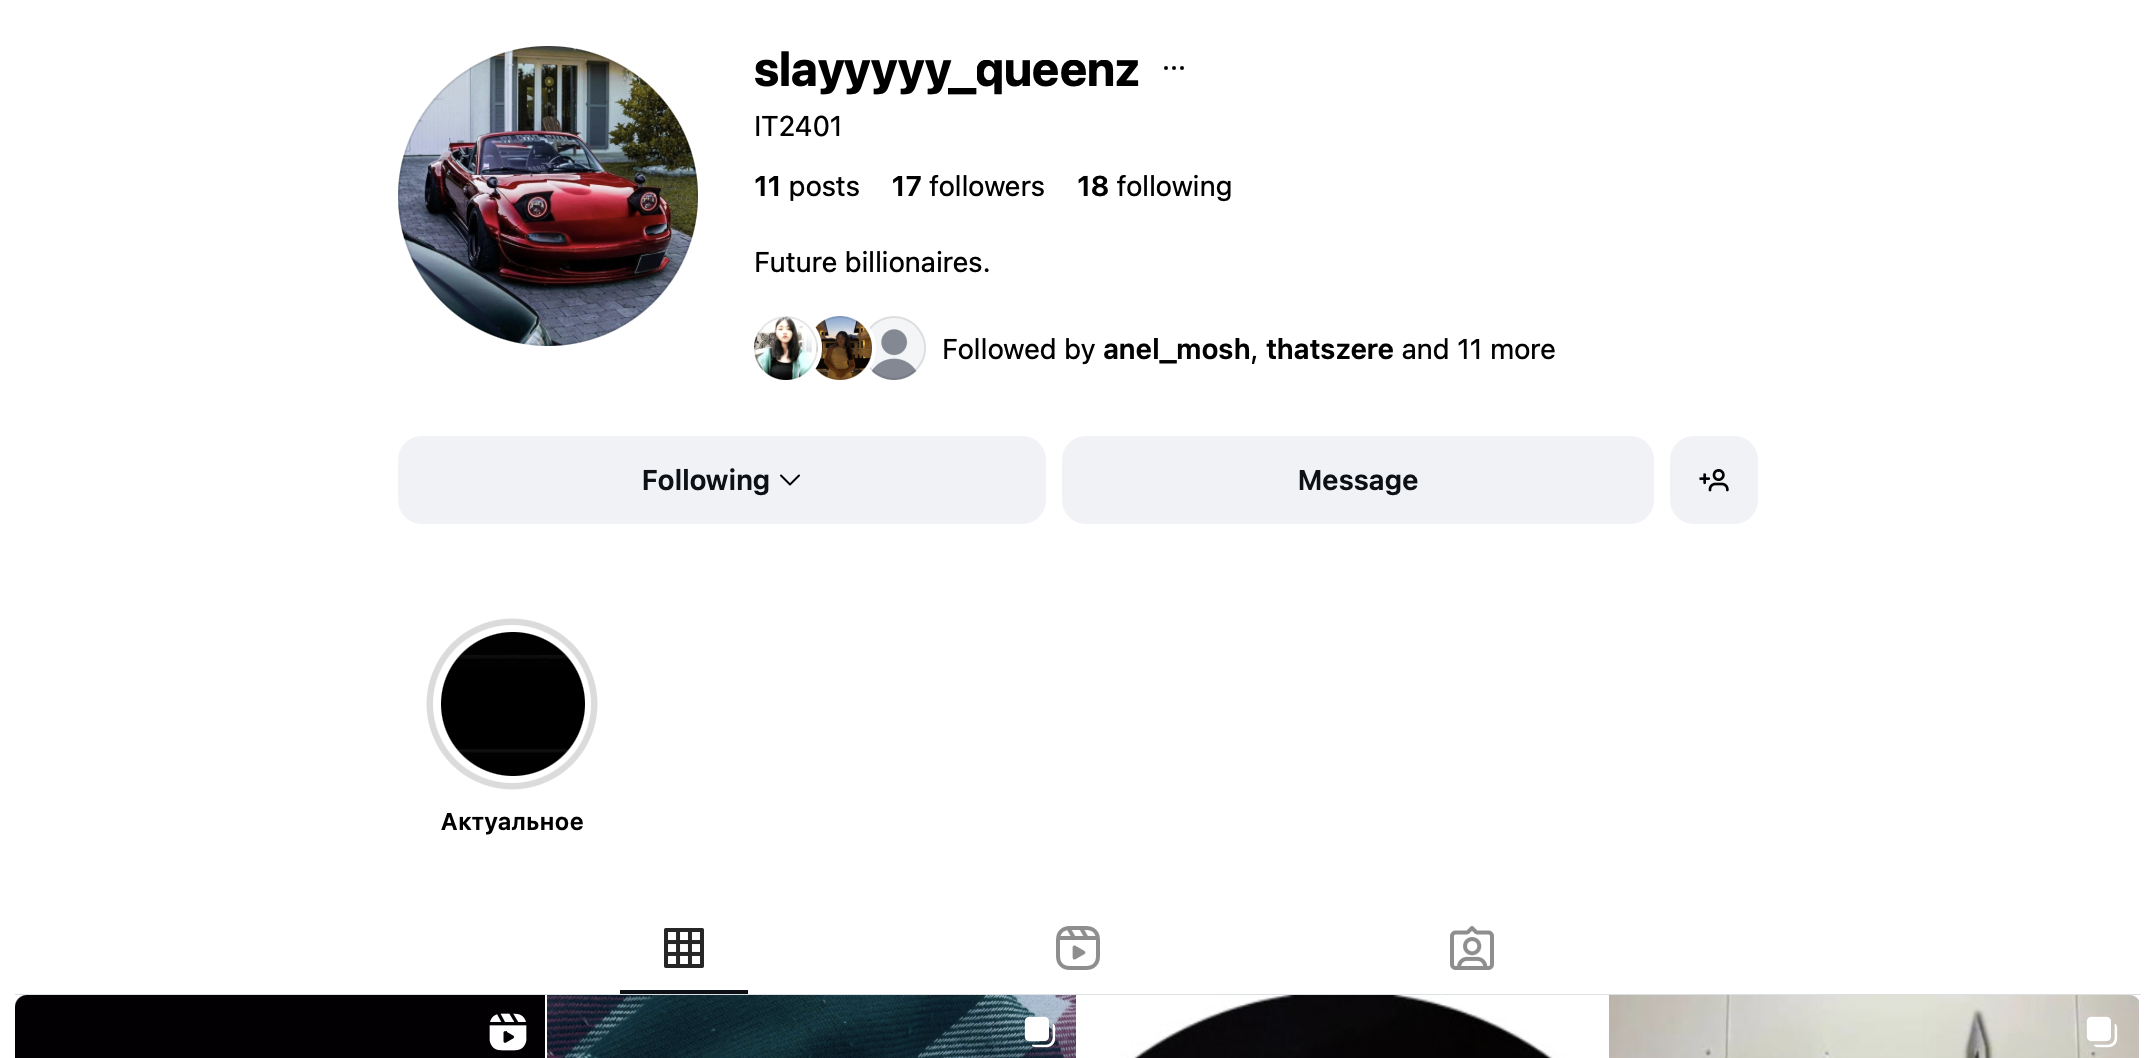 slayyyyy_queenz
IT2401
11 posts 17 followers 18 following
Future billionaires.
Followed by anel_mosh, thatszere and 11 more
Following Message
Актуальное